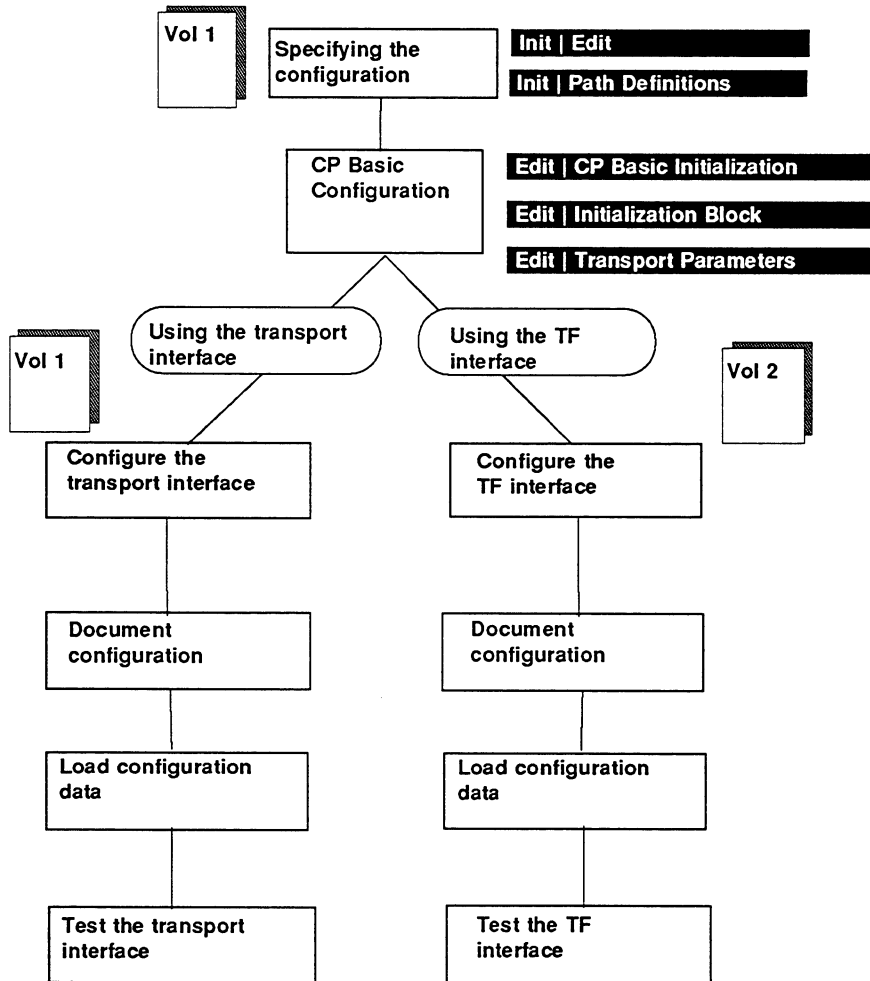 Vol 1
Specifying the
configuration
Init | Edit
Init | Path Definitions
CP Basic
Configuration
Edit | CP Basic Initialization
Edit | Initialization Block
Edit | Transport Parameters
Using the transport
interface
Using the TF
interface
Vol 1
Vol 2
Configure the
transport interface
Configure the
TF interface
Document
configuration
Document
configuration
Load configuration
data
Load configuration
data
Test the transport
interface
Test the TF
interface